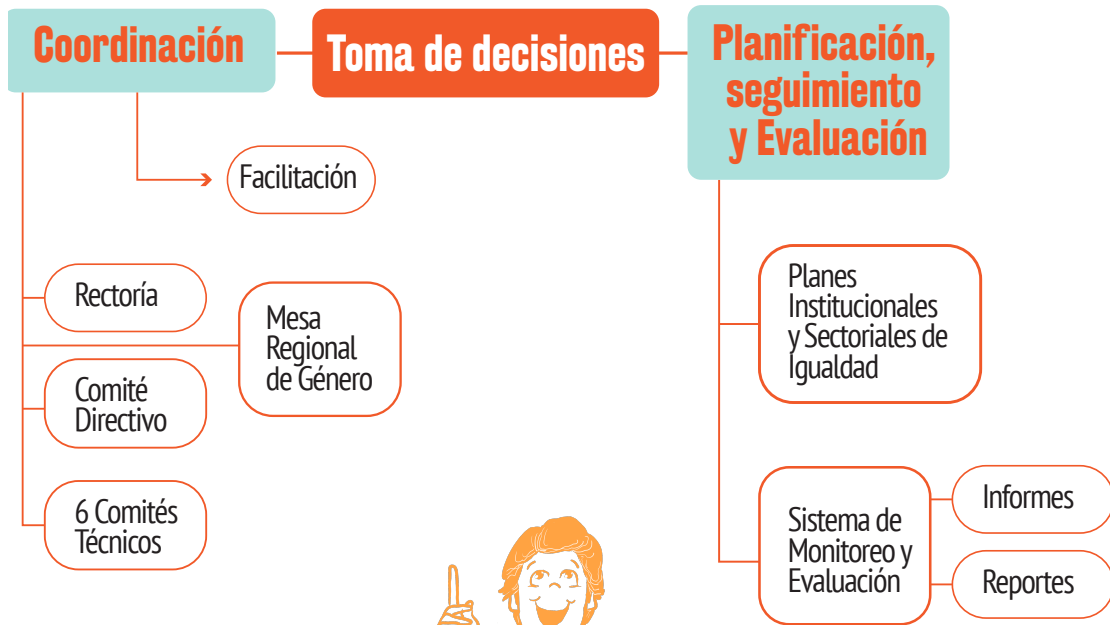 Coordinación
Toma de decisiones
Planificación,
seguimiento
y Evaluación
Facilitación
Rectoría
Mesa
Regional
de Género
Comité
Directivo
6 Comités
Técnicos
Planes
Institucionales
y Sectoriales de
Igualdad
Sistema de
Monitoreo y
Evaluación
Informes
Reportes